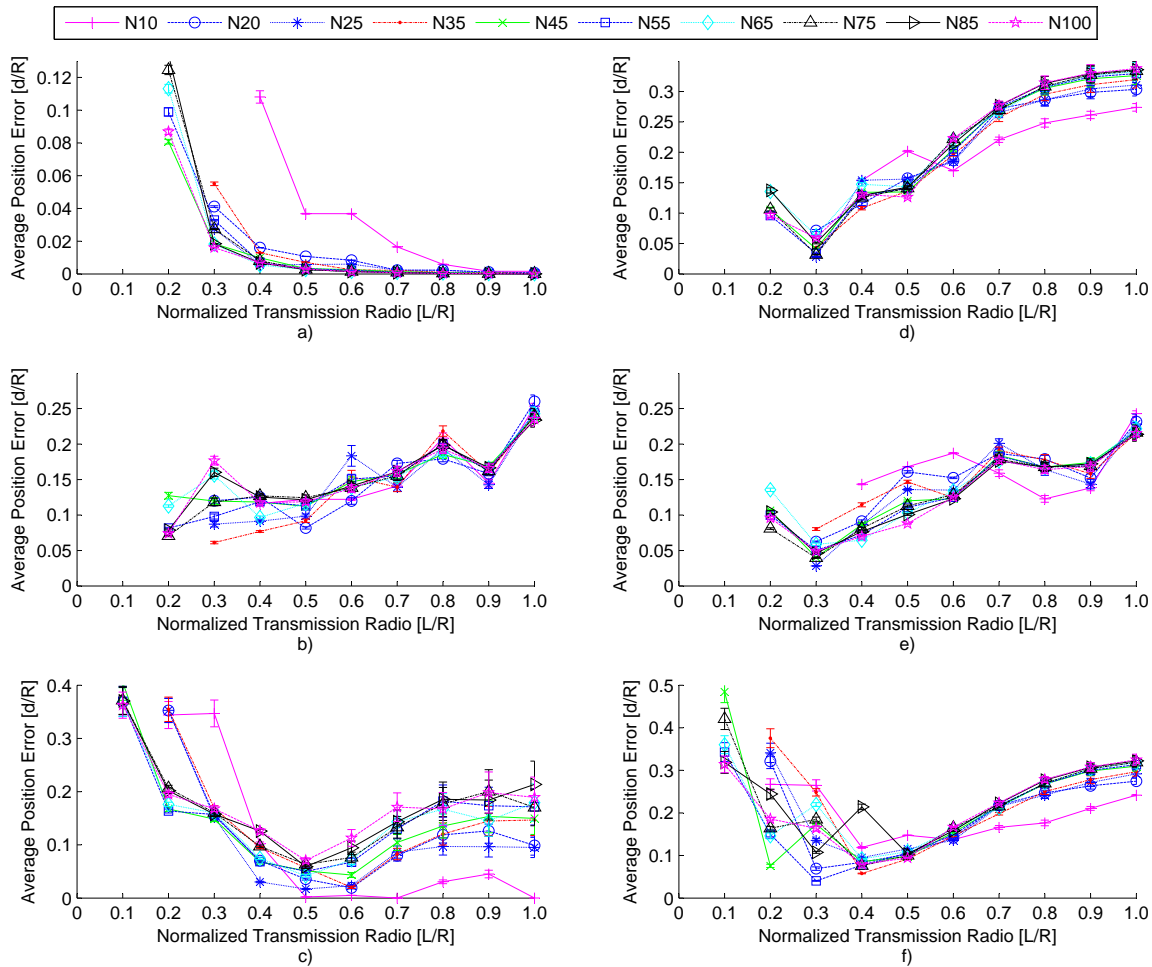 N10 N20 N25 N35 N45 N55 N65 N75 N85 N100
Average Position Error [d/R]
0.12
0.1
0.08
0.06
0.04
0.02
0
0 0.1 0.2 0.3 0.4 0.5 0.6 0.7 0.8 0.9 1.0
Normalized Transmission Radio [L/R]
a)
Average Position Error [d/R]
0.3
0.25
0.2
0.15
0.1
0.05
0
0 0.1 0.2 0.3 0.4 0.5 0.6 0.7 0.8 0.9 1.0
Normalized Transmission Radio [L/R]
d)
Average Position Error [d/R]
0.25
0.2
0.15
0.1
0.05
0
0 0.1 0.2 0.3 0.4 0.5 0.6 0.7 0.8 0.9 1.0
Normalized Transmission Radio [L/R]
b)
Average Position Error [d/R]
0.25
0.2
0.15
0.1
0.05
0
0 0.1 0.2 0.3 0.4 0.5 0.6 0.7 0.8 0.9 1.0
Normalized Transmission Radio [L/R]
e)
Average Position Error [d/R]
0.4
0.3
0.2
0.1
0
0 0.1 0.2 0.3 0.4 0.5 0.6 0.7 0.8 0.9 1.0
Normalized Transmission Radio [L/R]
c)
Average Position Error [d/R]
0.5
0.4
0.3
0.2
0.1
0
0 0.1 0.2 0.3 0.4 0.5 0.6 0.7 0.8 0.9 1.0
Normalized Transmission Radio [L/R]
f)